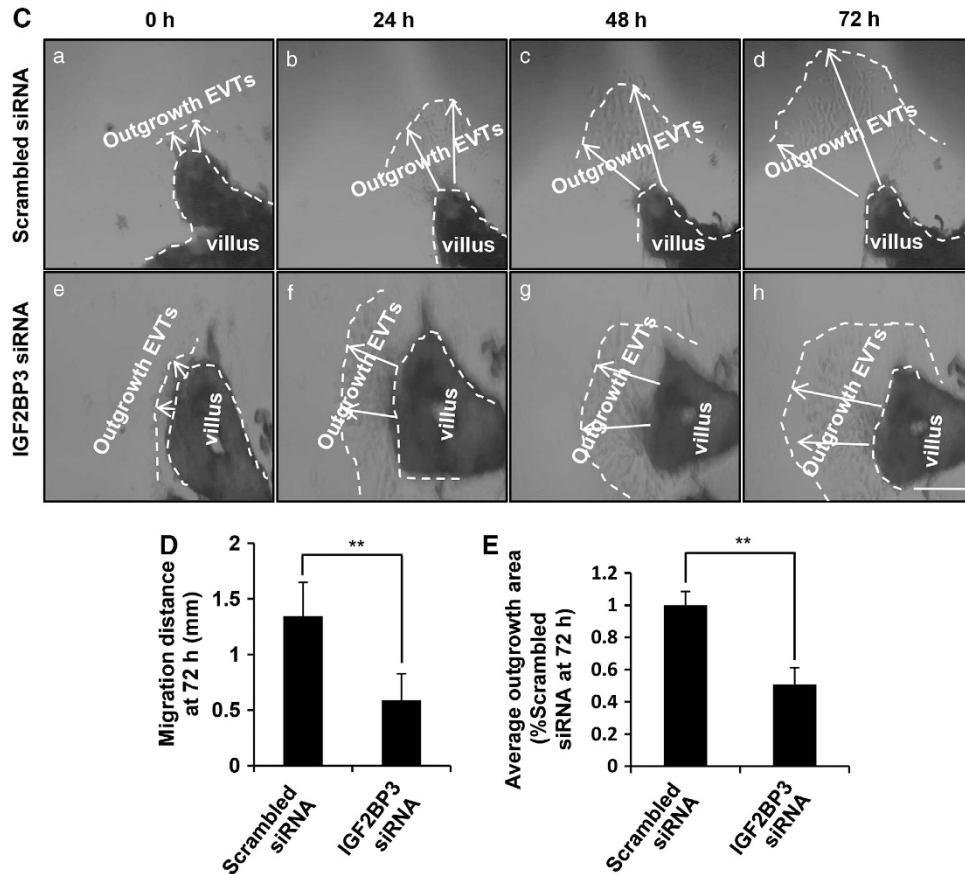 C
0 h
24 h
48 h
72 h
Scrambled siRNA
a
Outgrowth EVTs
villus
b
Outgrowth EVTs
villus
c
Outgrowth EVTs
villus
d
Outgrowth EVTs
villus
IGF2BP3 siRNA
e
Outgrowth EVTs
villus
f
Outgrowth EVTs
villus
g
Outgrowth EVTs
villus
h
Outgrowth EVTs
villus
D
Migration distance
at 72 h (mm)
2
1.5
1
0.5
0
**
Scrambled
siRNA
IGF2BP3
siRNA
E
Average outgrowth area
(%Scrambled
siRNA at 72 h)
1.2
1
0.8
0.6
0.4
0.2
0
**
Scrambled
siRNA
IGF2BP3
siRNA